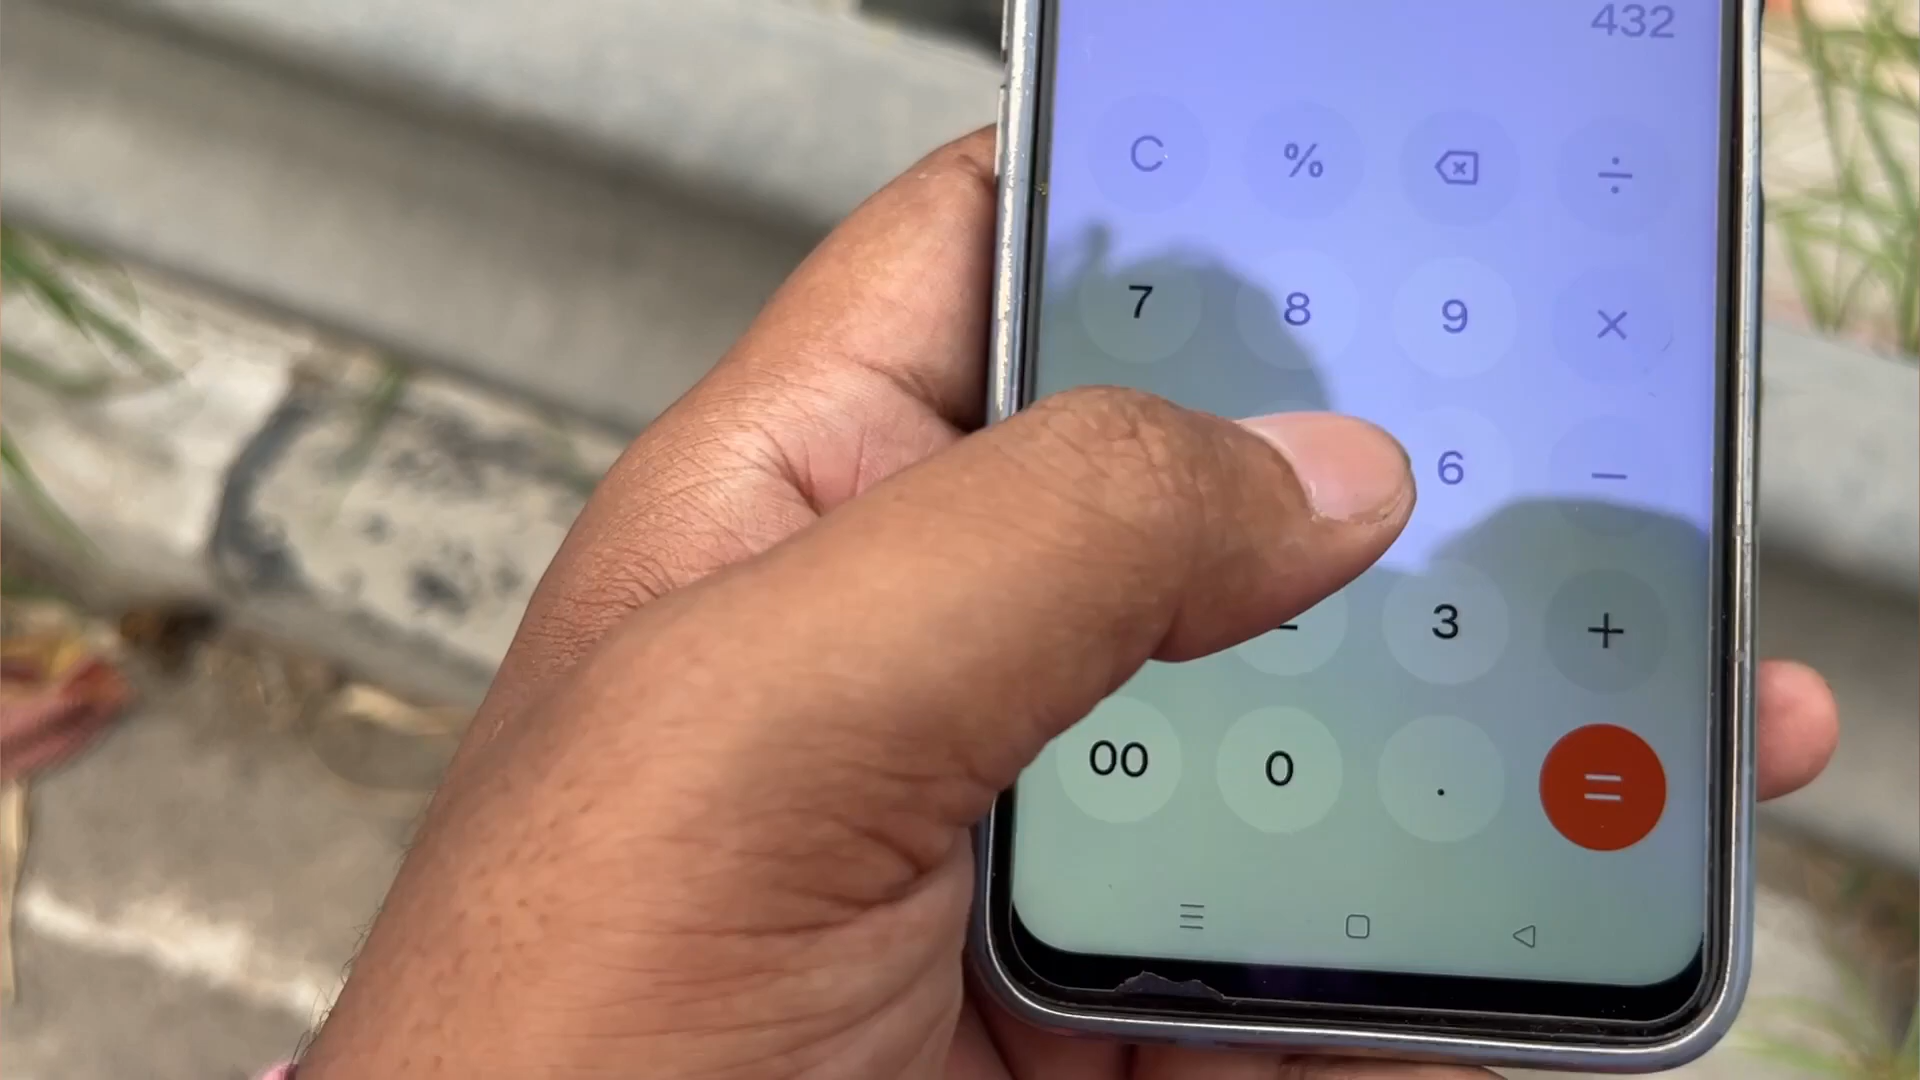 432
C % ÷
7 8 9 ×
6 −
3 +
00 0 . =